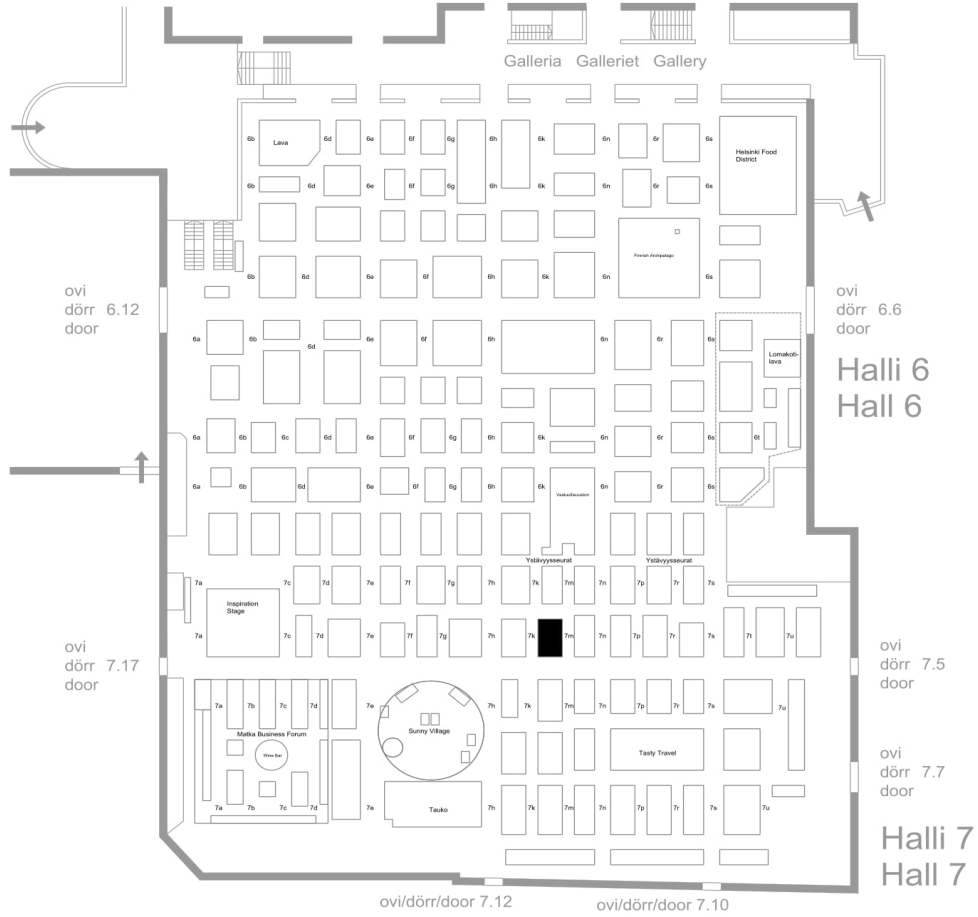 Galleria Galleriet Gallery
6b 6d 6e 6f 6g 6h 6k 6n 6r 6s
Lava
Helsinki Food
District
6b 6d 6e 6f 6g 6h 6k 6n 6r 6s
Finnish Archipelago
6b 6d 6e 6f 6h 6k 6n 6s
ovi
dörr 6.12
door
ovi
dörr 6.6
door
6a 6b 6d 6e 6f 6h 6n 6r 6s
Lomakoti-
lava
Halli 6
Hall 6
6a 6b 6c 6d 6e 6f 6g 6h 6k 6n 6r 6s 6t
6a 6b 6d 6e 6f 6g 6h 6k 6n 6r 6s
Ystävyysseurat Ystävyysseurat
7a 7c 7d 7e 7f 7g 7h 7k 7m 7n 7p 7r 7s
Inspiration
Stage
7a 7c 7d 7e 7f 7g 7h 7k 7m 7n 7p 7r 7s 7t 7u
ovi
dörr 7.17
door
ovi
dörr 7.5
door
7a 7b 7c 7d 7e 7h 7k 7m 7n 7p 7r 7s 7u
Matka Business Forum
Sunny Village
Tasty Travel
Wine Bar
ovi
dörr 7.7
door
7a 7b 7c 7d 7e Tauko 7h 7k 7m 7n 7p 7r 7s 7u
Halli 7
Hall 7
ovi/dörr/door 7.12
ovi/dörr/door 7.10